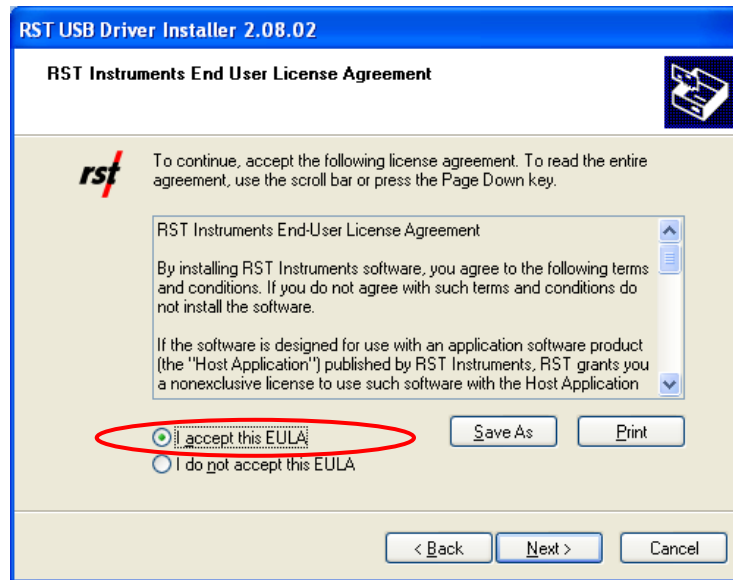 RST USB Driver Installer 2.08.02
RST Instruments End User License Agreement
rst
To continue, accept the following license agreement. To read the entire
agreement, use the scroll bar or press the Page Down key.
RST Instruments End-User License Agreement
By installing RST Instruments software, you agree to the following terms
and conditions. If you do not agree with such terms and conditions do
not install the software.
If the software is designed for use with an application software product
(the "Host Application") published by RST Instruments, RST grants you
a nonexclusive license to use such software with the Host Application
I accept this EULA
Save As
Print
I do not accept this EULA
< Back
Next >
Cancel